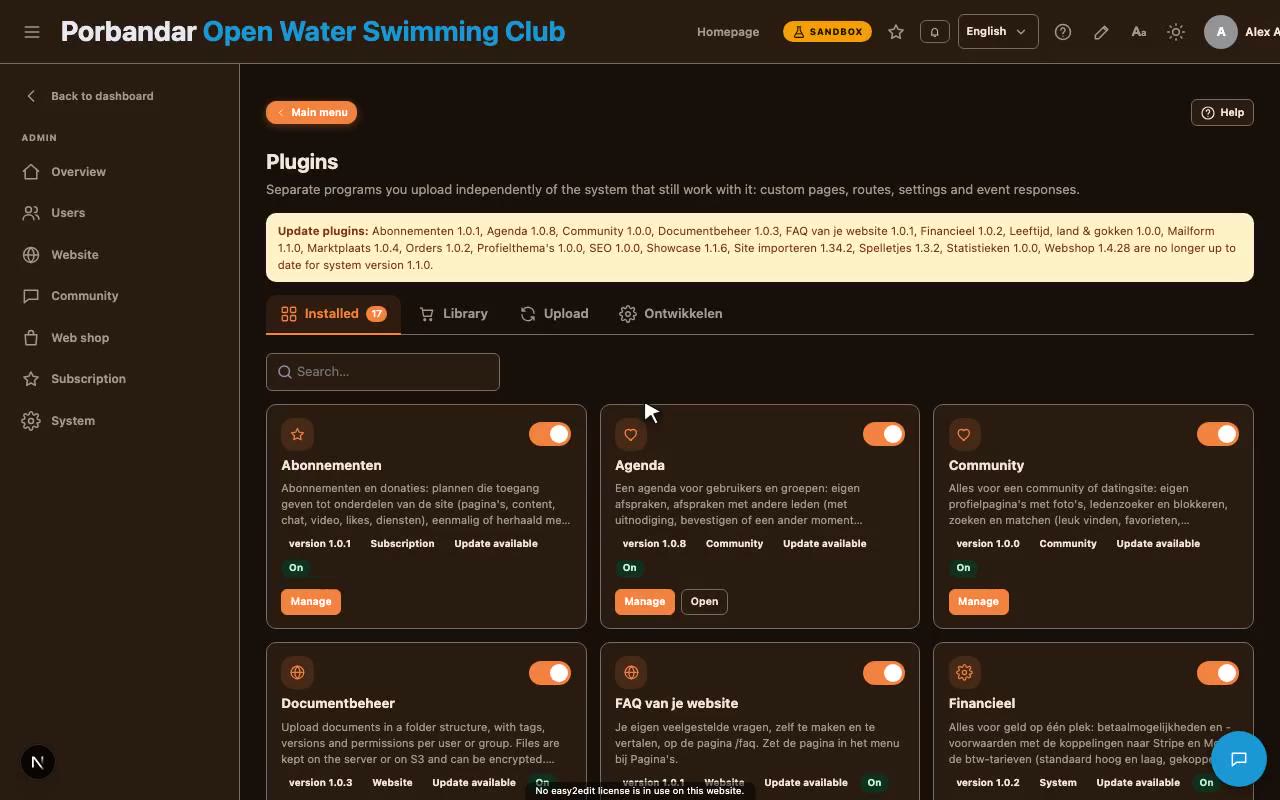 Porbandar Open Water Swimming Club
Homepage
SANDBOX
English
Aa
A
Alex A
Back to dashboard
ADMIN
Overview
Users
Website
Community
Web shop
Subscription
System
Main menu
Help
Plugins
Separate programs you upload independently of the system that still work with it: custom pages, routes, settings and event responses.
Update plugins: Abonnementen 1.0.1, Agenda 1.0.8, Community 1.0.0, Documentbeheer 1.0.3, FAQ van je website 1.0.1, Financieel 1.0.2, Leeftijd, land & gokken 1.0.0, Mailform
1.1.0, Marktplaats 1.0.4, Orders 1.0.2, Profielthema's 1.0.0, SEO 1.0.0, Showcase 1.1.6, Site importeren 1.34.2, Spelletjes 1.3.2, Statistieken 1.0.0, Webshop 1.4.28 are no longer up to
date for system version 1.1.0.
Installed 17
Library
Upload
Ontwikkelen
Search...
Abonnementen
Abonnementen en donaties: plannen die toegang
geven tot onderdelen van de site (pagina's, content,
chat, video, likes, diensten), eenmalig of herhaald me...
version 1.0.1 Subscription Update available
On
Manage
Agenda
Een agenda voor gebruikers en groepen: eigen
afspraken, afspraken met andere leden (met
uitnodiging, bevestigen of een ander moment...
version 1.0.8 Community Update available
On
Manage Open
Community
Alles voor een community of datingsite: eigen
profielpagina's met foto's, ledenzoeker en blokkeren,
zoeken en matchen (leuk vinden, favorieten,...
version 1.0.0 Community Update available
On
Manage
Documentbeheer
Upload documents in a folder structure, with tags,
versions and permissions per user or group. Files are
kept on the server or on S3 and can be encrypted....
version 1.0.3 Website Update available On
FAQ van je website
Je eigen veelgestelde vragen, zelf te maken en te
vertalen, op de pagina /faq. Zet de pagina in het menu
bij Pagina's.
version 1.0.1 Website Update available On
Financieel
Alles voor geld op één plek: betaalmogelijkheden en -
voorwaarden met de koppelingen naar Stripe en
de btw-tarieven (standaard hoog en laag,
version 1.0.2 System Update available On
N
No easy2edit license is in use on this website.